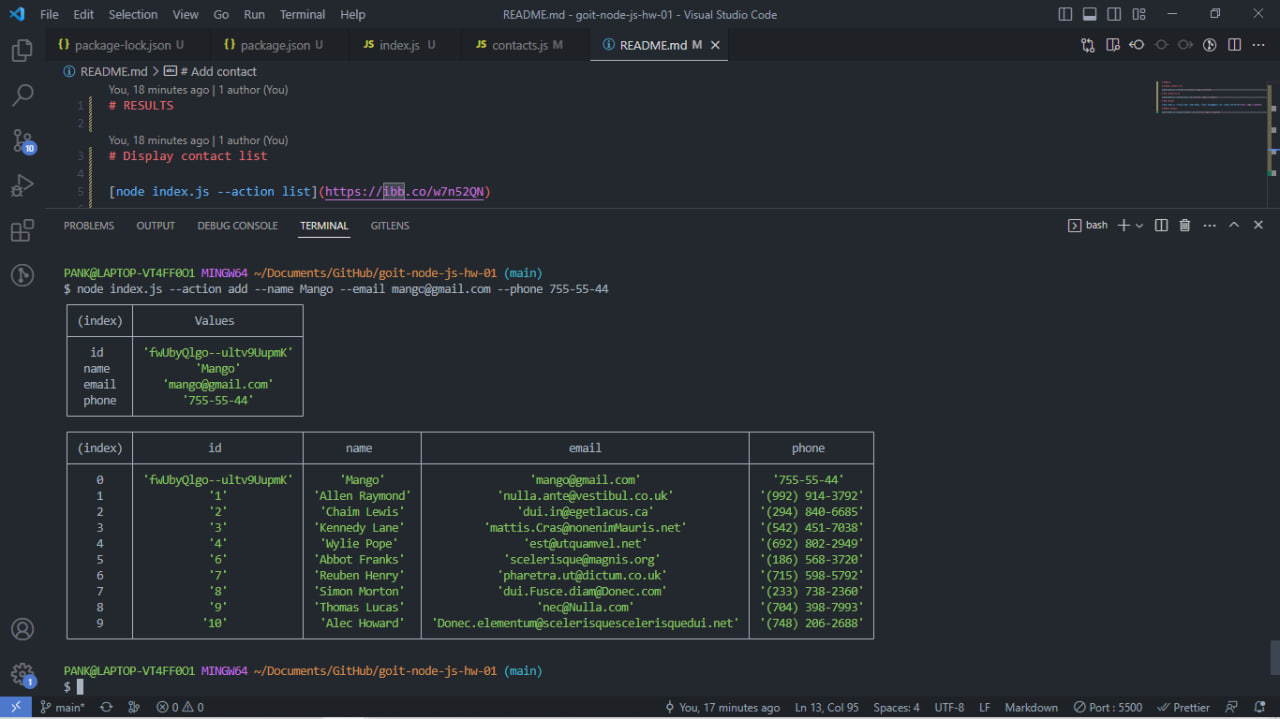 File Edit Selection View Go Run Terminal Help README.md - goit-node-js-hw-01 - Visual Studio Code
{} package-lock.json U {} package.json U JS index.js U JS contacts.js M README.md M
README.md > # Add contact
You, 18 minutes ago | 1 author (You)
1 # RESULTS
2
You, 18 minutes ago | 1 author (You)
3 # Display contact list
4
5 [node index.js --action list](https://ibb.co/w7n52QN)
10
PROBLEMS OUTPUT DEBUG CONSOLE TERMINAL GITLENS bash
PANK@LAPTOP-VT4FF0O1 MINGW64 ~/Documents/GitHub/goit-node-js-hw-01 (main)
$ node index.js --action add --name Mango --email mango@gmail.com --phone 755-55-44
(index) Values
id 'fwUbyQlgo--ultv9UupmK'
name 'Mango'
email 'mango@gmail.com'
phone '755-55-44'
(index) id name email phone
0 'fwUbyQlgo--ultv9UupmK' 'Mango' 'mango@gmail.com' '755-55-44'
1 '1' 'Allen Raymond' 'nulla.ante@vestibul.co.uk' '(992) 914-3792'
2 '2' 'Chaim Lewis' 'dui.in@egetlacus.ca' '(294) 840-6685'
3 '3' 'Kennedy Lane' 'mattis.Cras@nonenimMauris.net' '(542) 451-7038'
4 '4' 'Wylie Pope' 'est@utquamvel.net' '(692) 802-2949'
5 '6' 'Abbot Franks' 'scelerisque@magnis.org' '(186) 568-3720'
6 '7' 'Reuben Henry' 'pharetra.ut@dictum.co.uk' '(715) 598-5792'
7 '8' 'Simon Morton' 'dui.Fusce.diam@Donec.com' '(233) 738-2360'
8 '9' 'Thomas Lucas' 'nec@Nulla.com' '(704) 398-7993'
9 '10' 'Alec Howard' 'Donec.elementum@scelerisquescelerisquedui.net' '(748) 206-2688'
PANK@LAPTOP-VT4FF0O1 MINGW64 ~/Documents/GitHub/goit-node-js-hw-01 (main)
$
1
main* 0 0 You, 17 minutes ago Ln 13, Col 95 Spaces: 4 UTF-8 LF Markdown Port : 5500 Prettier